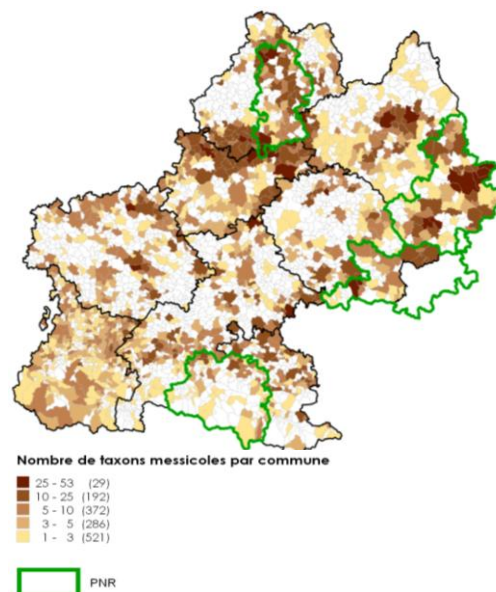 Nombre de taxons messicoles par commune
25 - 53 (29)
10 - 25 (192)
5 - 10 (372)
3 - 5 (286)
1 - 3 (521)
PNR